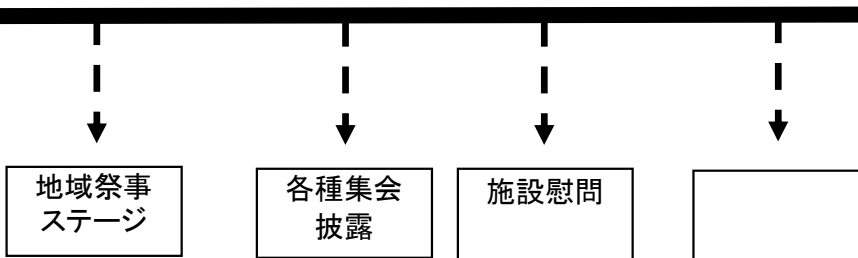 地域祭事
ステージ
各種集会
披露
施設慰問